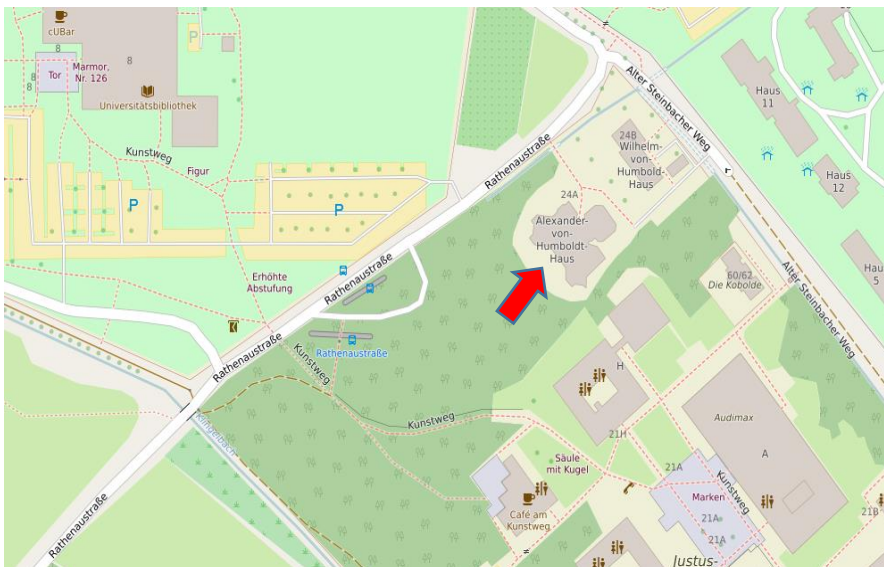 cUBar
8
8
8
8
Tor
Marmor,
Nr. 126
Universitätsbibliothek
P
Kunstweg
Figur
P
P
Erhöhte
Abstufung
Rathenaustraße
Rathenaustraße
Rathenaustraße
Rathenaustraße
Rathenaustraße
Alter Steinbacher Weg
Alter Steinbacher Weg
24B
Wilhelm-
von-
Humbold-
Haus
24A
Alexander-
von-
Humboldt-
Haus
Haus
11
Haus
12
Hau
5
60/62
Die Kobolde
Kunstweg
Kunstweg
Klingelbach
H
21H
Säule
mit Kugel
Café am
Kunstweg
Audimax
A
21A
Marken
21A
21A
Kunstweg
21B
Justus-